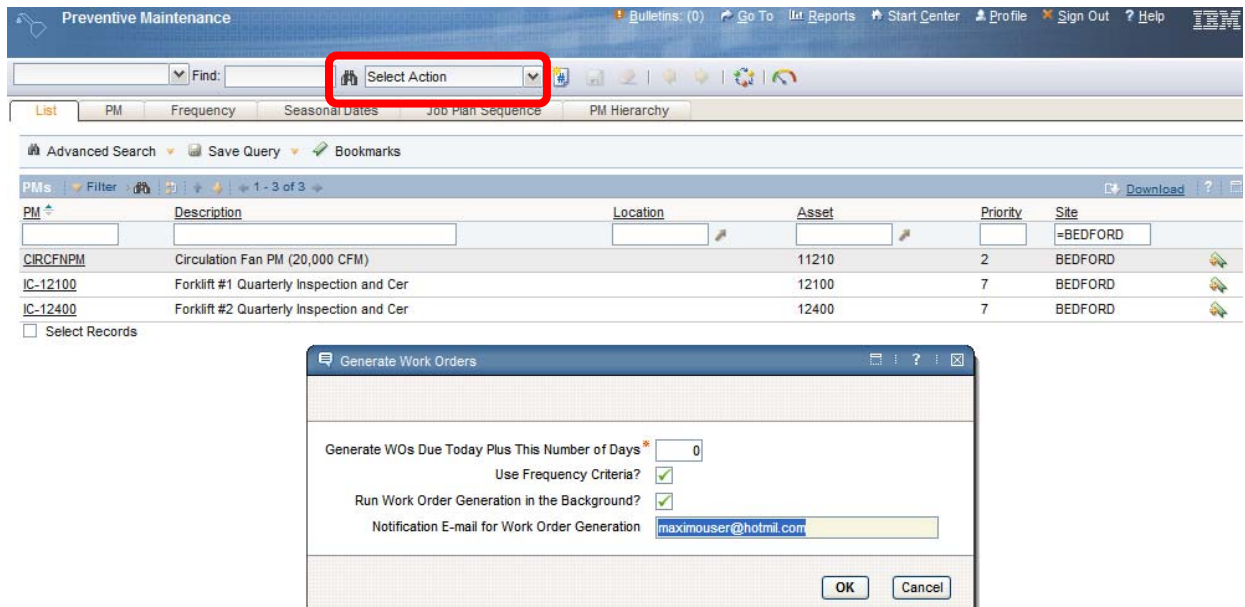 Preventive Maintenance Bulletins: (0) Go To Reports Start Center Profile Sign Out ? Help IBM
Find: Select Action
List PM Frequency Seasonal Dates Job Plan Sequence PM Hierarchy
Advanced Search Save Query Bookmarks
PMs Filter 1 - 3 of 3 Download ?
PM Description Location Asset Priority Site
=BEDFORD
CIRCFNPM Circulation Fan PM (20,000 CFM) 11210 2 BEDFORD
IC-12100 Forklift #1 Quarterly Inspection and Cer 12100 7 BEDFORD
IC-12400 Forklift #2 Quarterly Inspection and Cer 12400 7 BEDFORD
Select Records
Generate Work Orders ?
Generate WOs Due Today Plus This Number of Days* 0
Use Frequency Criteria?
Run Work Order Generation in the Background?
Notification E-mail for Work Order Generation maximouser@hotmil.com
OK Cancel